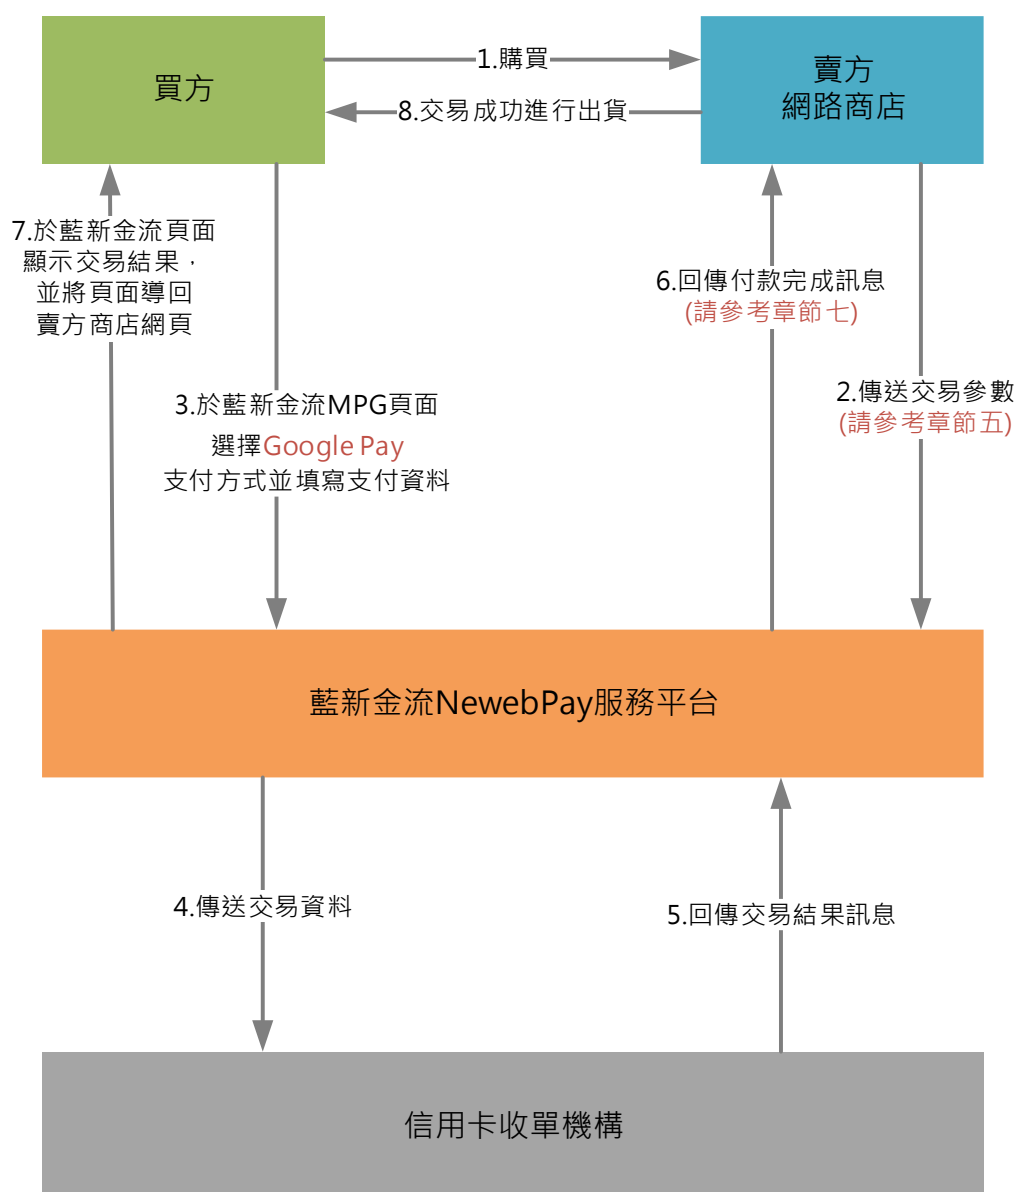 買方
1.購買
賣方
網路商店
8.交易成功進行出貨
7.於藍新金流頁面
顯示交易結果，
並將頁面導回
賣方商店網頁
6.回傳付款完成訊息
(請參考章節七)
2.傳送交易參數
(請參考章節五)
3.於藍新金流MPG頁面
選擇Google Pay
支付方式並填寫支付資料
藍新金流NewebPay服務平台
4.傳送交易資料
5.回傳交易結果訊息
信用卡收單機構